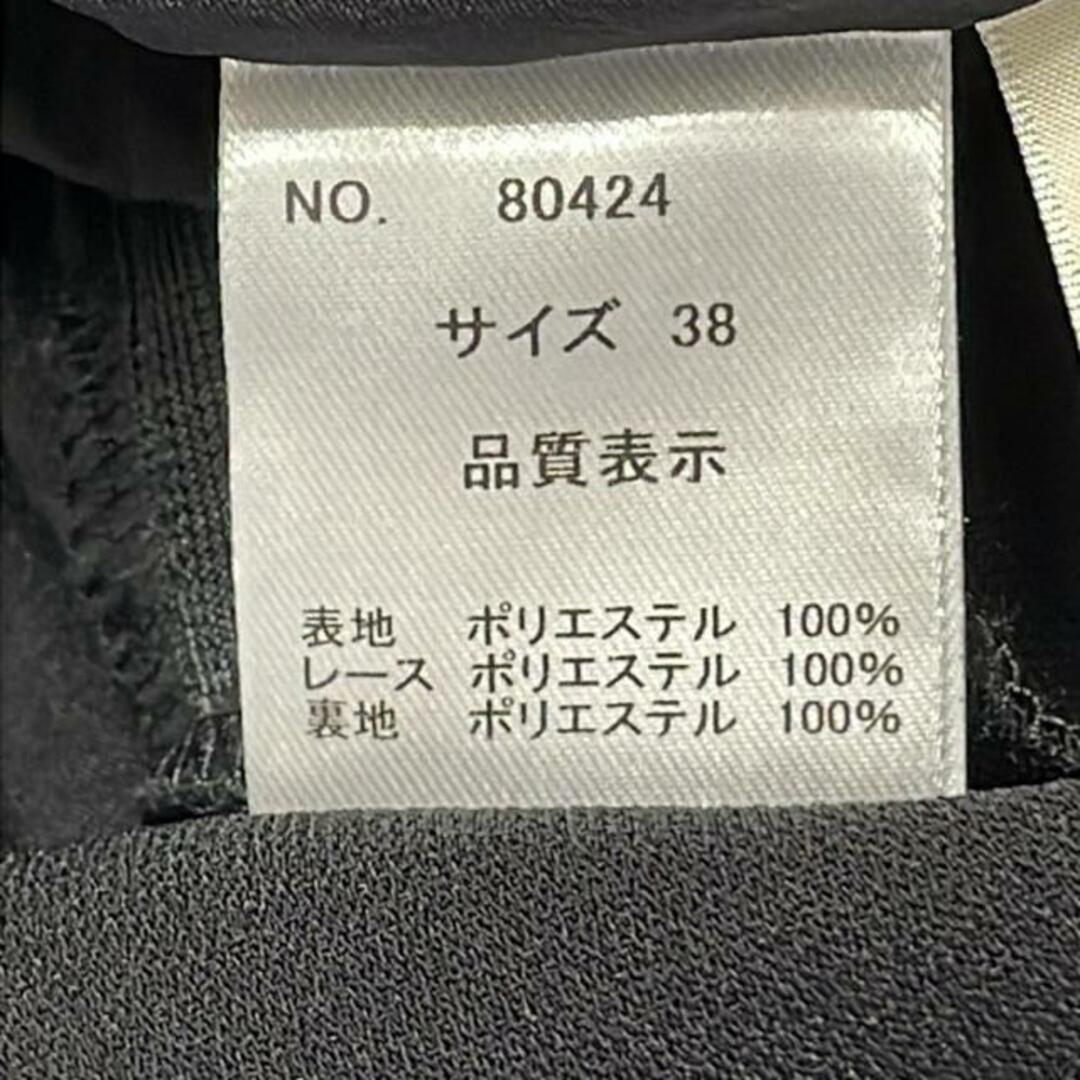 NO. 80424
サイズ 38
品質表示
表地 ポリエステル 100%
レース ポリエステル 100%
裏地 ポリエステル 100%